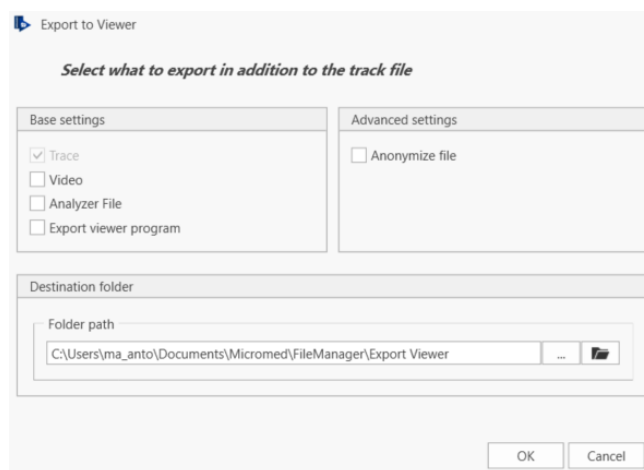 Export to Viewer
Select what to export in addition to the track file
Base settings
Trace
Video
Analyzer File
Export viewer program
Advanced settings
Anonymize file
Destination folder
Folder path
C:\Users\ma_anto\Documents\Micromed\FileManager\Export Viewer
...
OK
Cancel